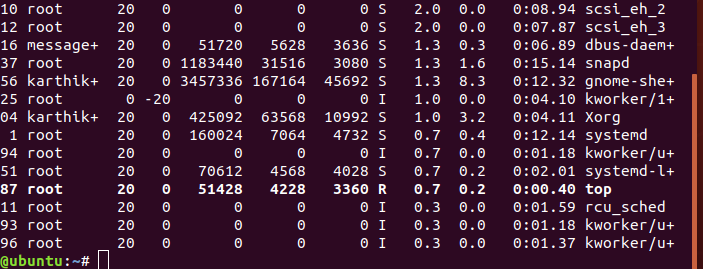 10 root 20 0 0 0 0 S 2.0 0.0 0:08.94 scsi_eh_2
12 root 20 0 0 0 0 S 2.0 0.0 0:07.87 scsi_eh_3
16 message+ 20 0 51720 5628 3636 S 1.3 0.3 0:06.89 dbus-daem+
37 root 20 0 1183440 31516 3080 S 1.3 1.6 0:15.14 snapd
56 karthik+ 20 0 3457336 167164 45692 S 1.3 8.3 0:12.32 gnome-she+
25 root 0 -20 0 0 0 I 1.0 0.0 0:04.10 kworker/1+
04 karthik+ 20 0 425092 63568 10992 S 1.0 3.2 0:04.11 Xorg
1 root 20 0 160024 7064 4732 S 0.7 0.4 0:12.14 systemd
94 root 20 0 0 0 0 I 0.7 0.0 0:01.18 kworker/u+
51 root 20 0 70612 4568 4028 S 0.7 0.2 0:02.01 systemd-l+
87 root 20 0 51428 4228 3360 R 0.7 0.2 0:00.40 top
11 root 20 0 0 0 0 I 0.3 0.0 0:01.59 rcu_sched
93 root 20 0 0 0 0 I 0.3 0.0 0:01.18 kworker/u+
96 root 20 0 0 0 0 I 0.3 0.0 0:01.37 kworker/u+
@ubuntu:~#